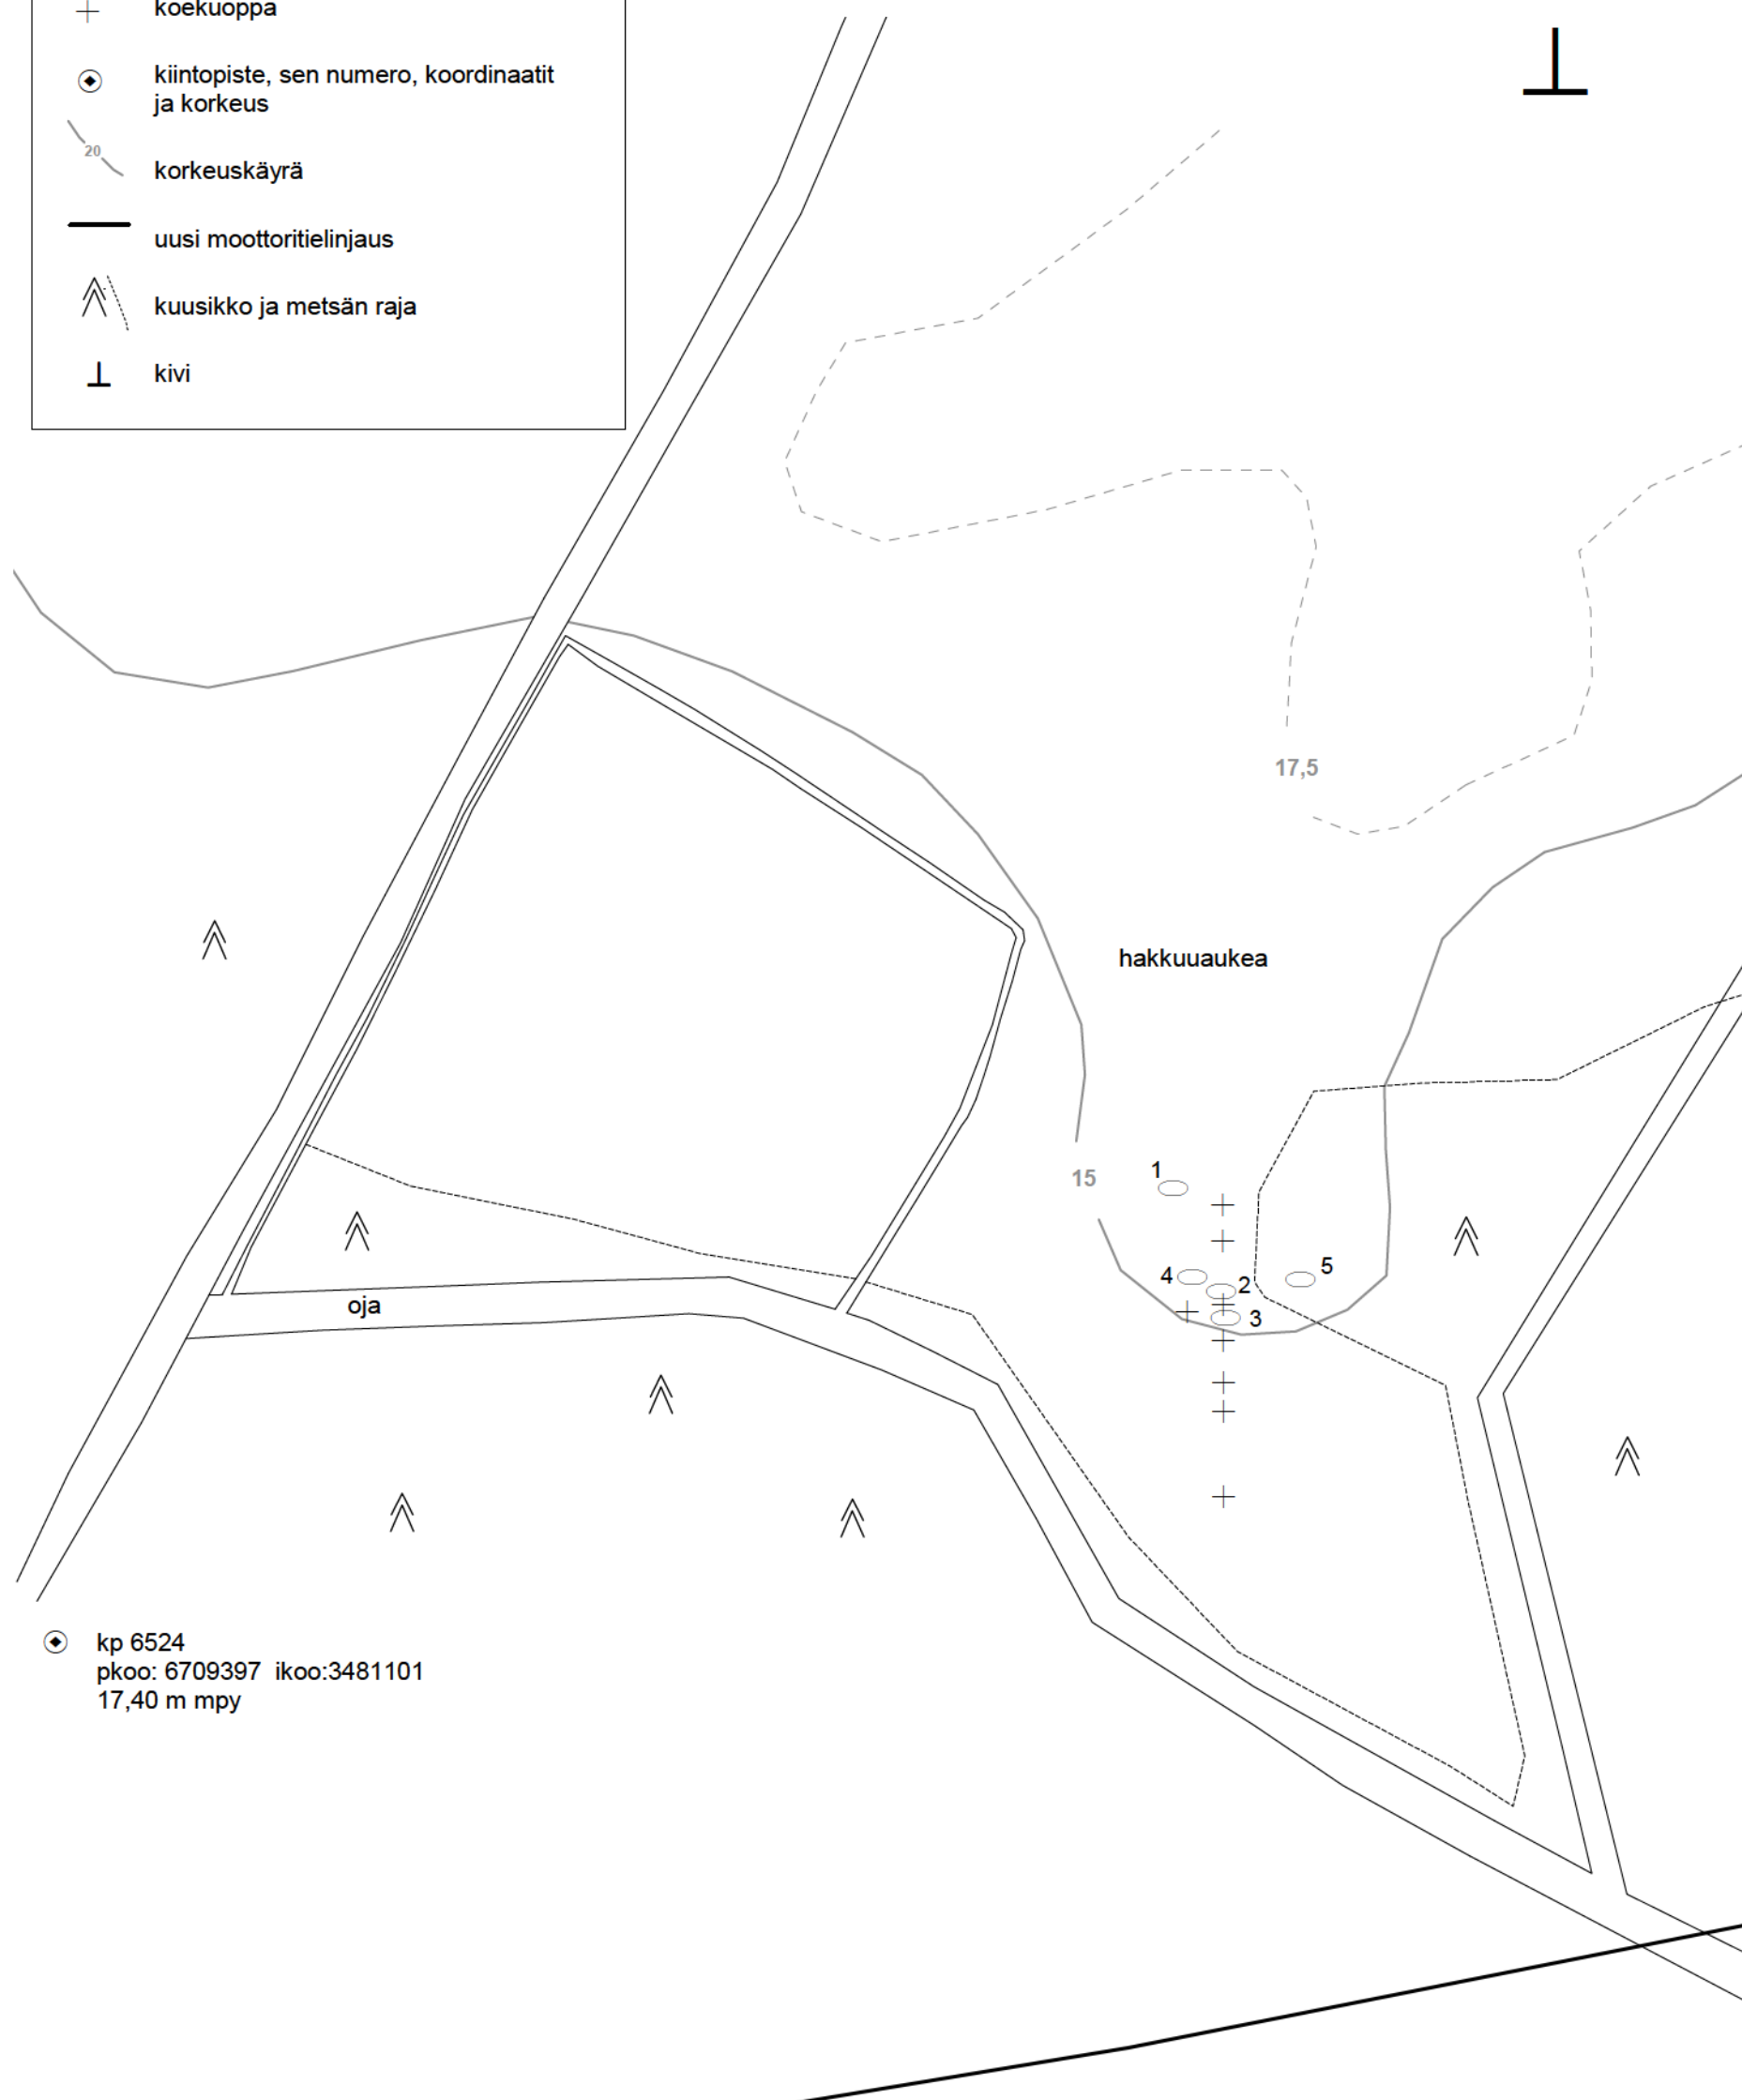 koekuoppa
kiintopiste, sen numero, koordinaatit
ja korkeus
20
korkeuskäyrä
uusi moottoritielinjaus
kuusikko ja metsän raja
kivi
17,5
hakkuuaukea
15
1
4
2
5
3
oja
kp 6524
pkoo: 6709397 ikoo:3481101
17,40 m mpy